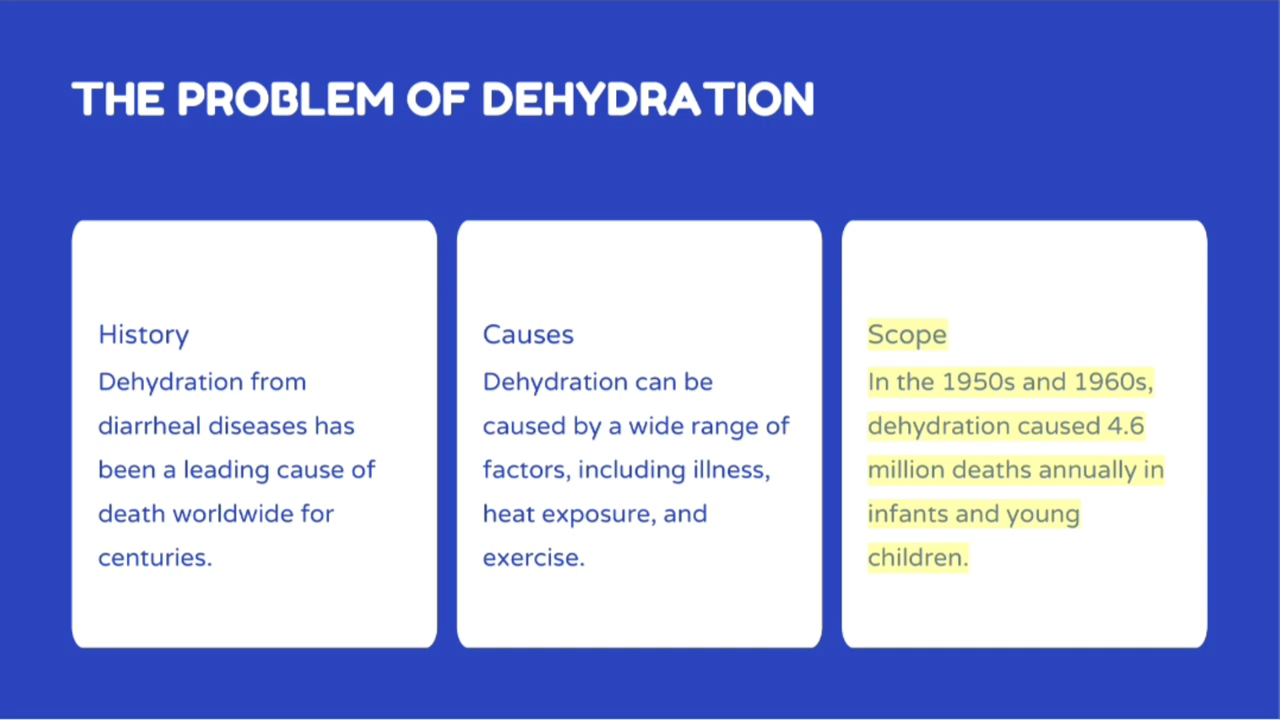 THE PROBLEM OF DEHYDRATION
History
Dehydration from
diarrheal diseases has
been a leading cause of
death worldwide for
centuries.
Causes
Dehydration can be
caused by a wide range of
factors, including illness,
heat exposure, and
exercise.
Scope
In the 1950s and 1960s,
dehydration caused 4.6
million deaths annually in
infants and young
children.